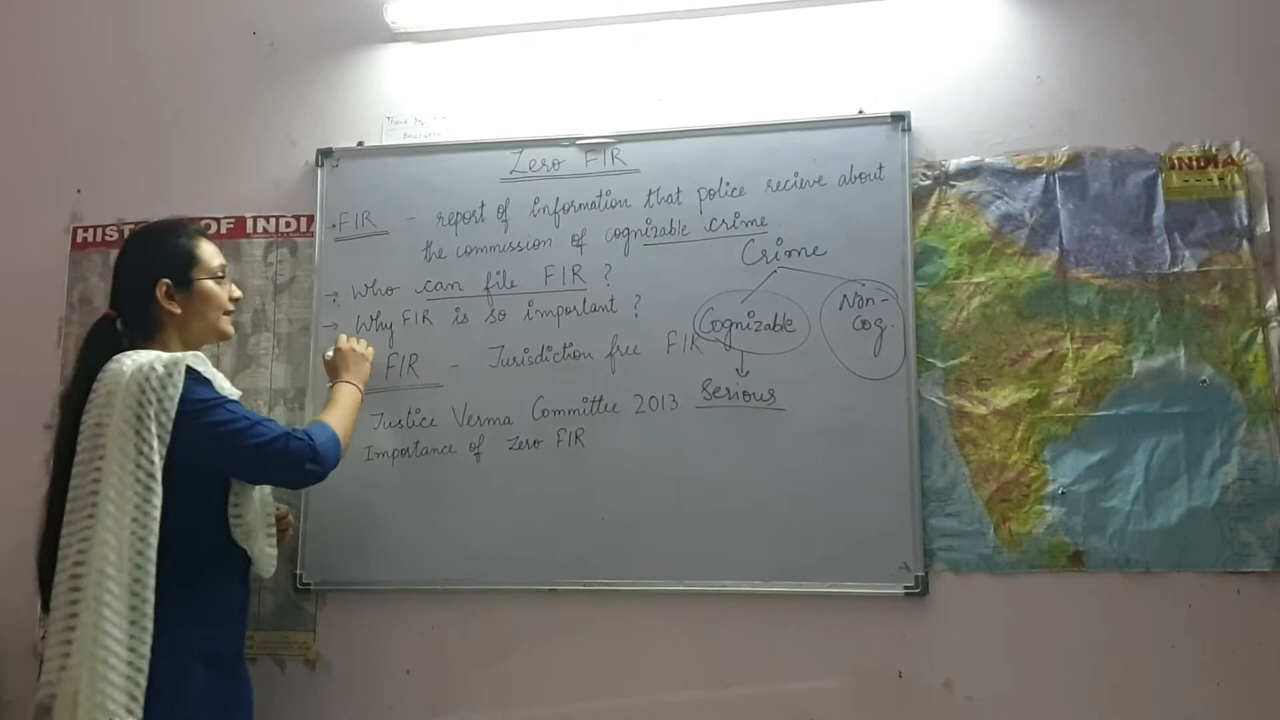 HIST OF INDIA
INDIA
Zero FIR
→ FIR - report of information that police recieve about
the commission of cognizable crime
→ Who can file FIR ?
→ Why FIR is so important ?
FIR - Jurisdiction free FIR
Justice Verma Committee 2013
Importance of Zero FIR
Crime
Cognizable
Non-
Cog.
Serious